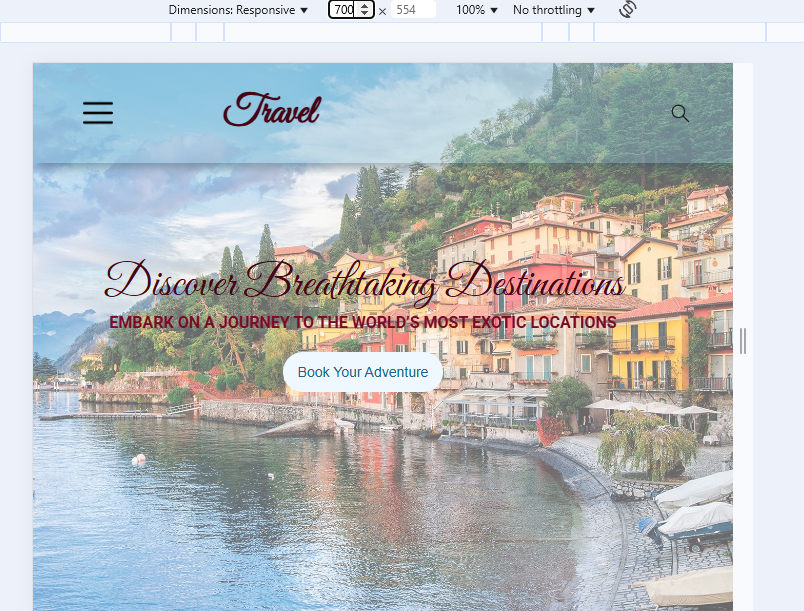 Dimensions: Responsive ▼ 700 × 554 100% ▼ No throttling ▼
Travel
Discover Breathtaking Destinations
EMBARK ON A JOURNEY TO THE WORLD'S MOST EXOTIC LOCATIONS
Book Your Adventure